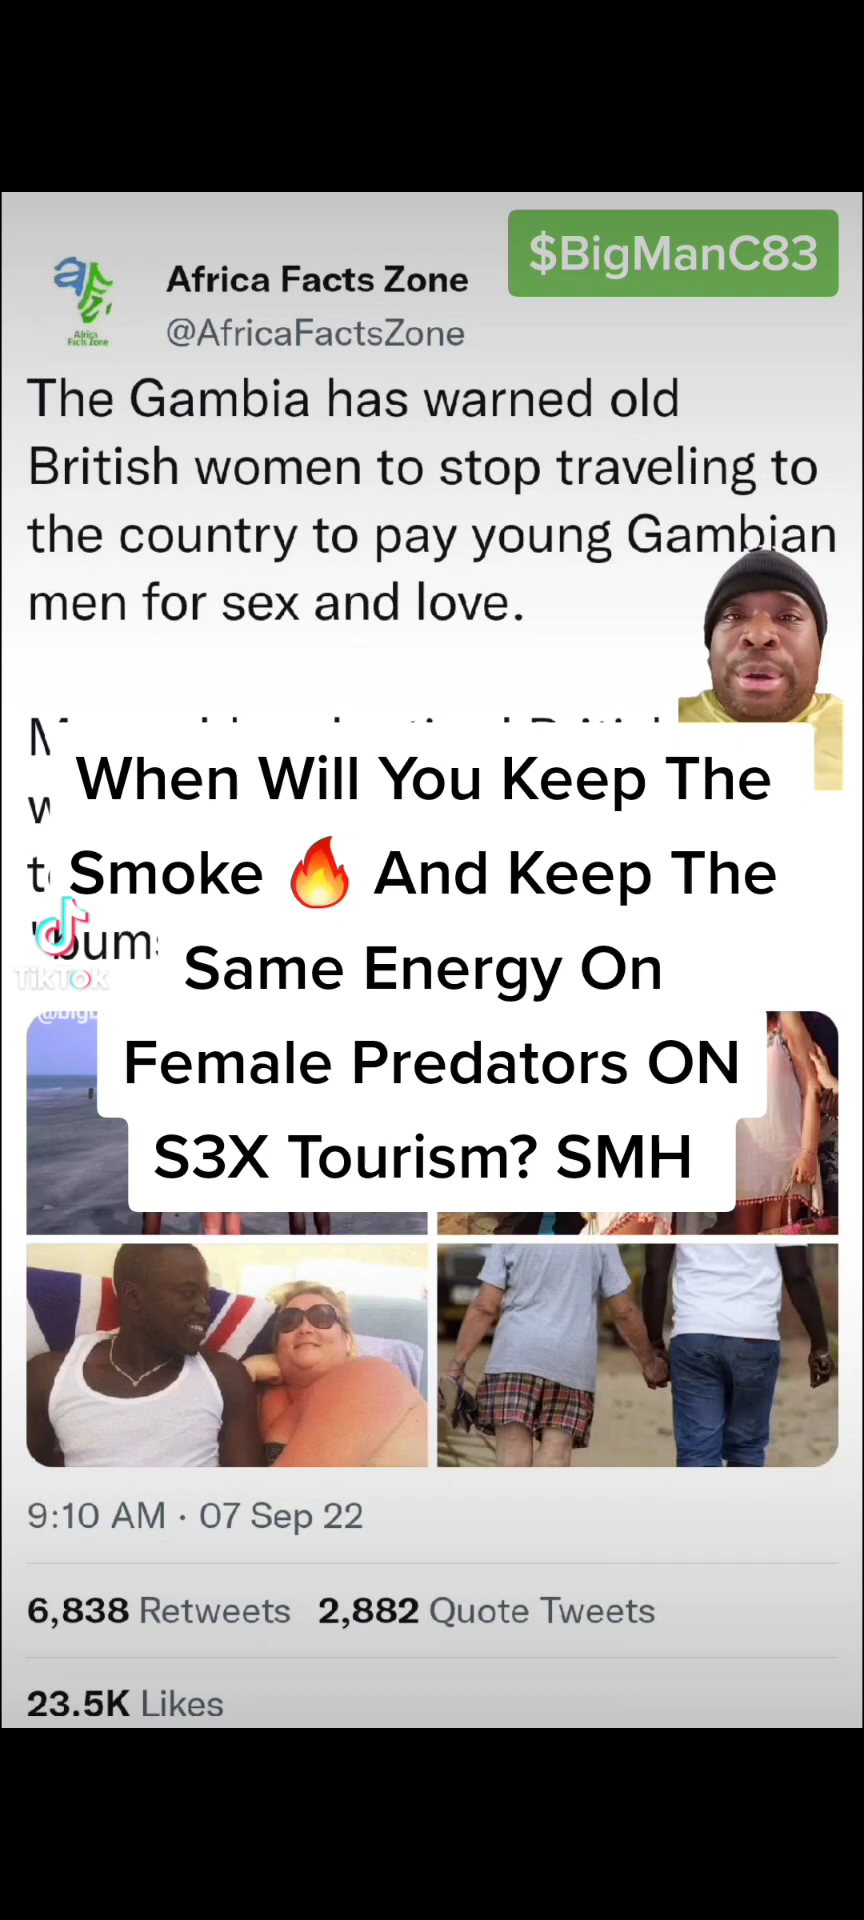 $BigManC83
Africa Facts Zone
@AfricaFactsZone
Africa
Facts Zone
The Gambia has warned old
British women to stop traveling to
the country to pay young Gambian
men for sex and love.
When Will You Keep The
Smoke 🔥 And Keep The
Same Energy On
Female Predators ON
S3X Tourism? SMH
TikTok
9:10 AM · 07 Sep 22
6,838 Retweets 2,882 Quote Tweets
23.5K Likes